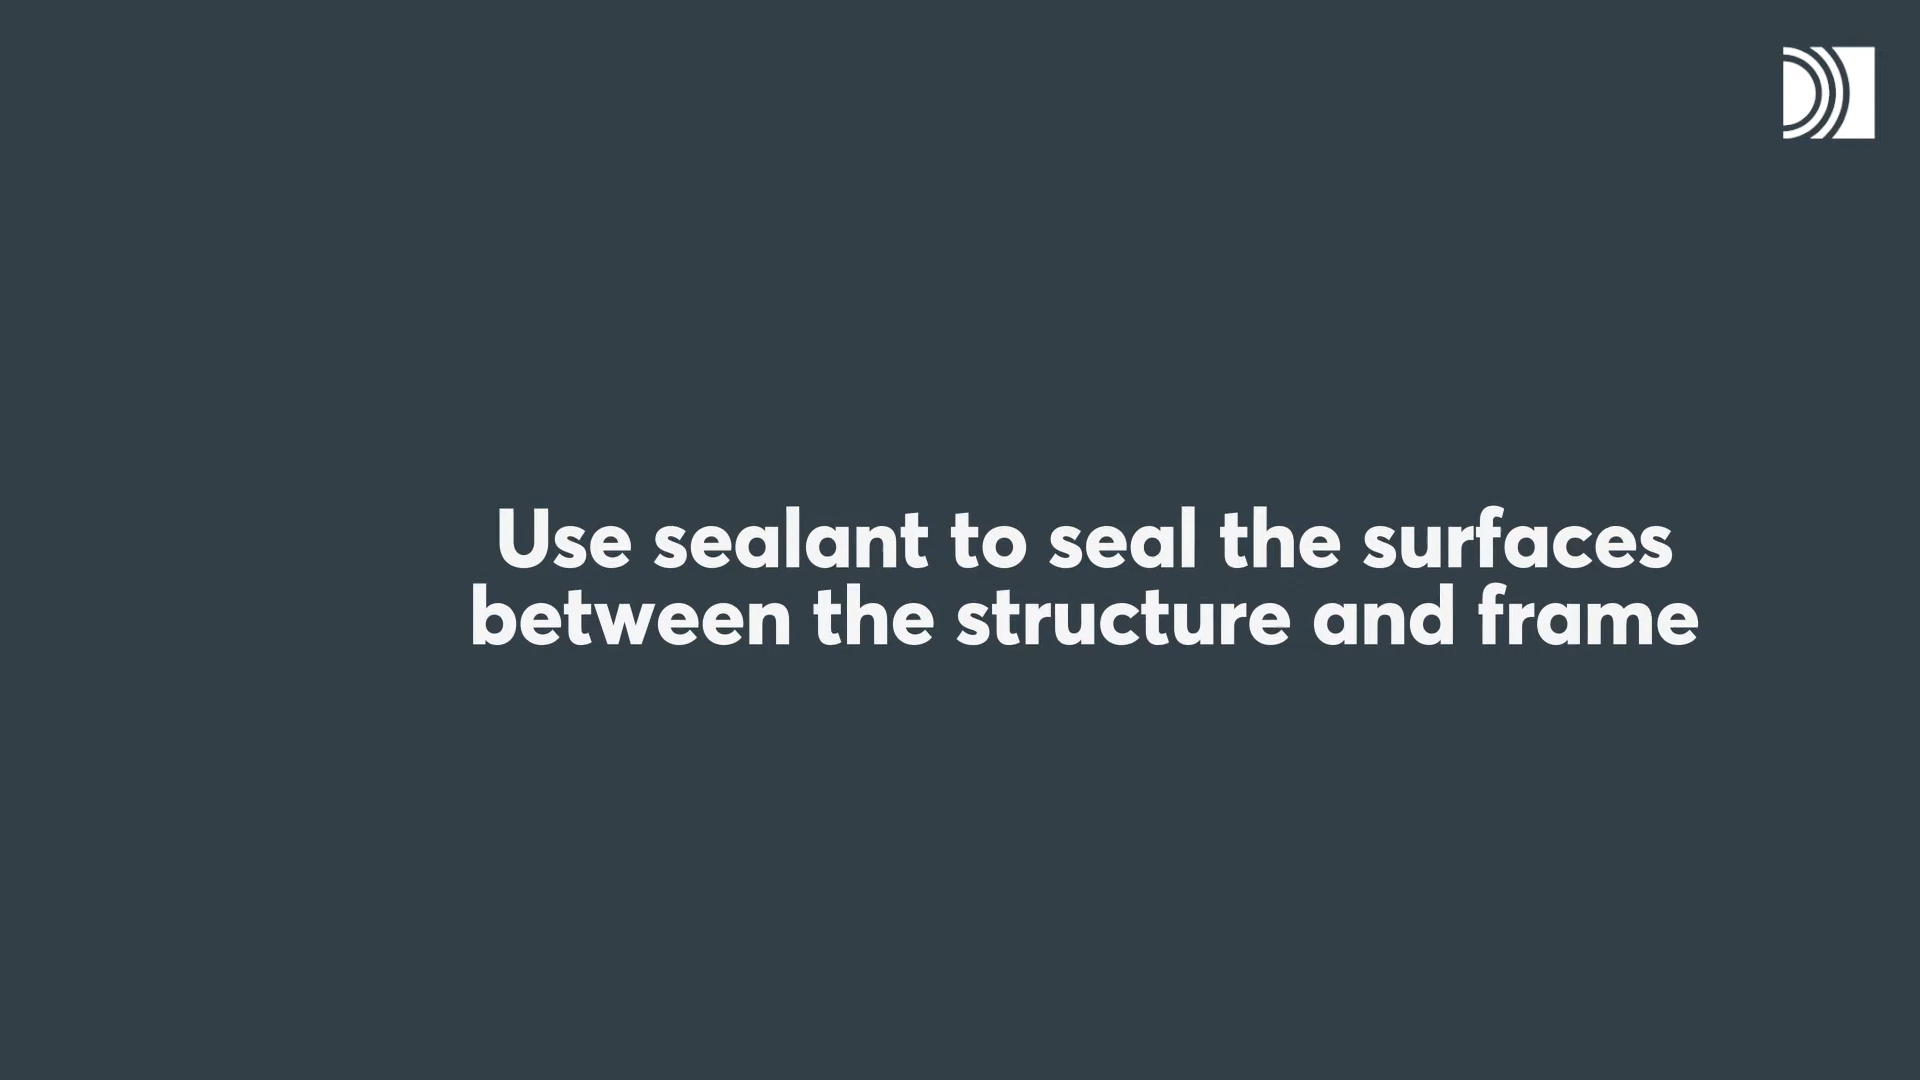 Use sealant to seal the surfaces
between the structure and frame